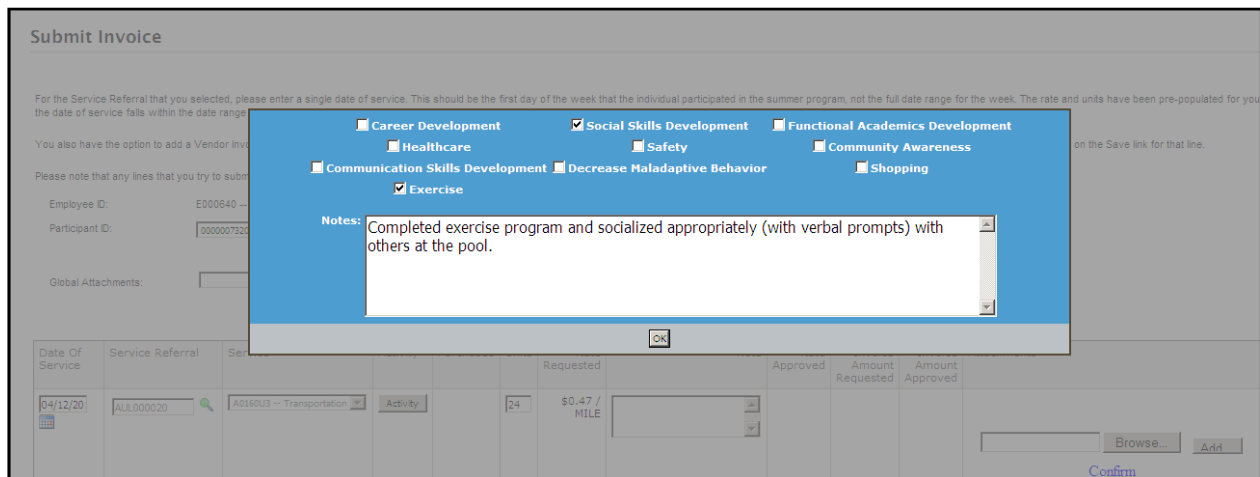 Submit Invoice
For the Service Referral that you selected, please enter a single date of service. This should be the first day of the week that the individual participated in the summer program, not the full date range for the week. The rate and units have been pre-populated for you
the date of service falls within the date range
You also have the option to add a Vendor Invo on the Save link for that line.
Please note that any lines that you try to subm
Career Development Social Skills Development Functional Academics Development
Healthcare Safety Community Awareness
Communication Skills Development Decrease Maladaptive Behavior Shopping
Exercise
Notes: Completed exercise program and socialized appropriately (with verbal prompts) with
others at the pool.
OK
Employee ID: E000640 --
Participant ID: 0000007320
Global Attachments:
Date Of Service Referral
Service
Requested Approved Amount Amount
Requested Approved
04/12/20 AUL000020 A0160U3 -- Transportation Activity 24 $0.47 /
MILE
Browse... Add
Confirm